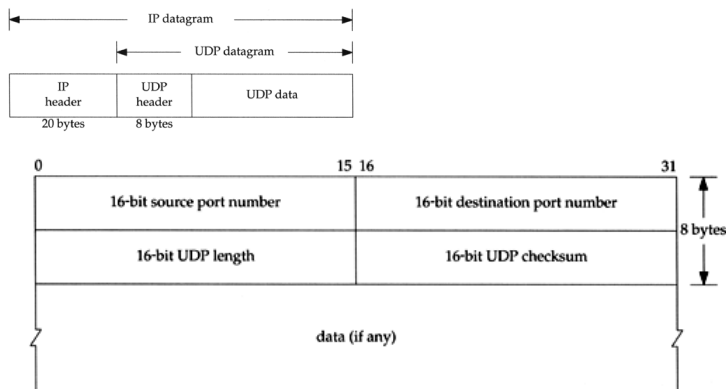 IP datagram
UDP datagram
IP
header
UDP
header
UDP data
20 bytes
8 bytes
0
15 16
31
16-bit source port number
16-bit destination port number
8 bytes
16-bit UDP length
16-bit UDP checksum
data (if any)